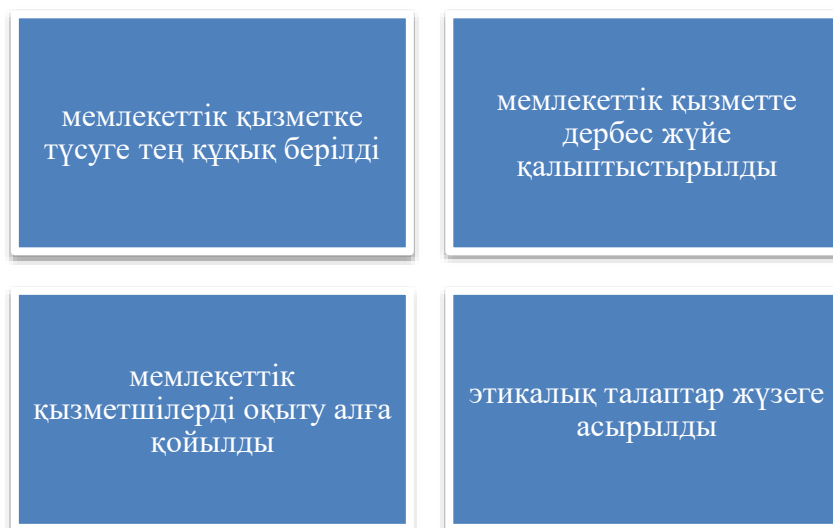 мемлекеттік қызметке
түсуге тең құқық берілді
мемлекеттік қызметте
дербес жүйе
қалыптыстырылды
мемлекеттік
қызметшілерді оқыту алға
қойылды
этикалық талаптар жүзеге
асырылды